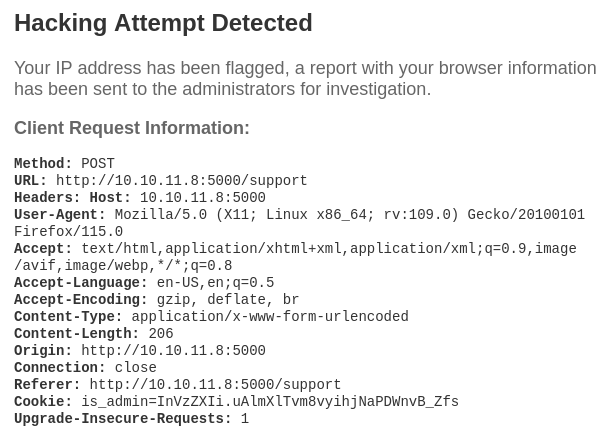 Hacking Attempt Detected
Your IP address has been flagged, a report with your browser information
has been sent to the administrators for investigation.
Client Request Information:
Method: POST
URL: http://10.10.11.8:5000/support
Headers: Host: 10.10.11.8:5000
User-Agent: Mozilla/5.0 (X11; Linux x86_64; rv:109.0) Gecko/20100101
Firefox/115.0
Accept: text/html,application/xhtml+xml,application/xml;q=0.9,image
/avif,image/webp,*/*;q=0.8
Accept-Language: en-US,en;q=0.5
Accept-Encoding: gzip, deflate, br
Content-Type: application/x-www-form-urlencoded
Content-Length: 206
Origin: http://10.10.11.8:5000
Connection: close
Referer: http://10.10.11.8:5000/support
Cookie: is_admin=InVzZXIi.uAlmXlTvm8vyihjNaPDWnvB_Zfs
Upgrade-Insecure-Requests: 1